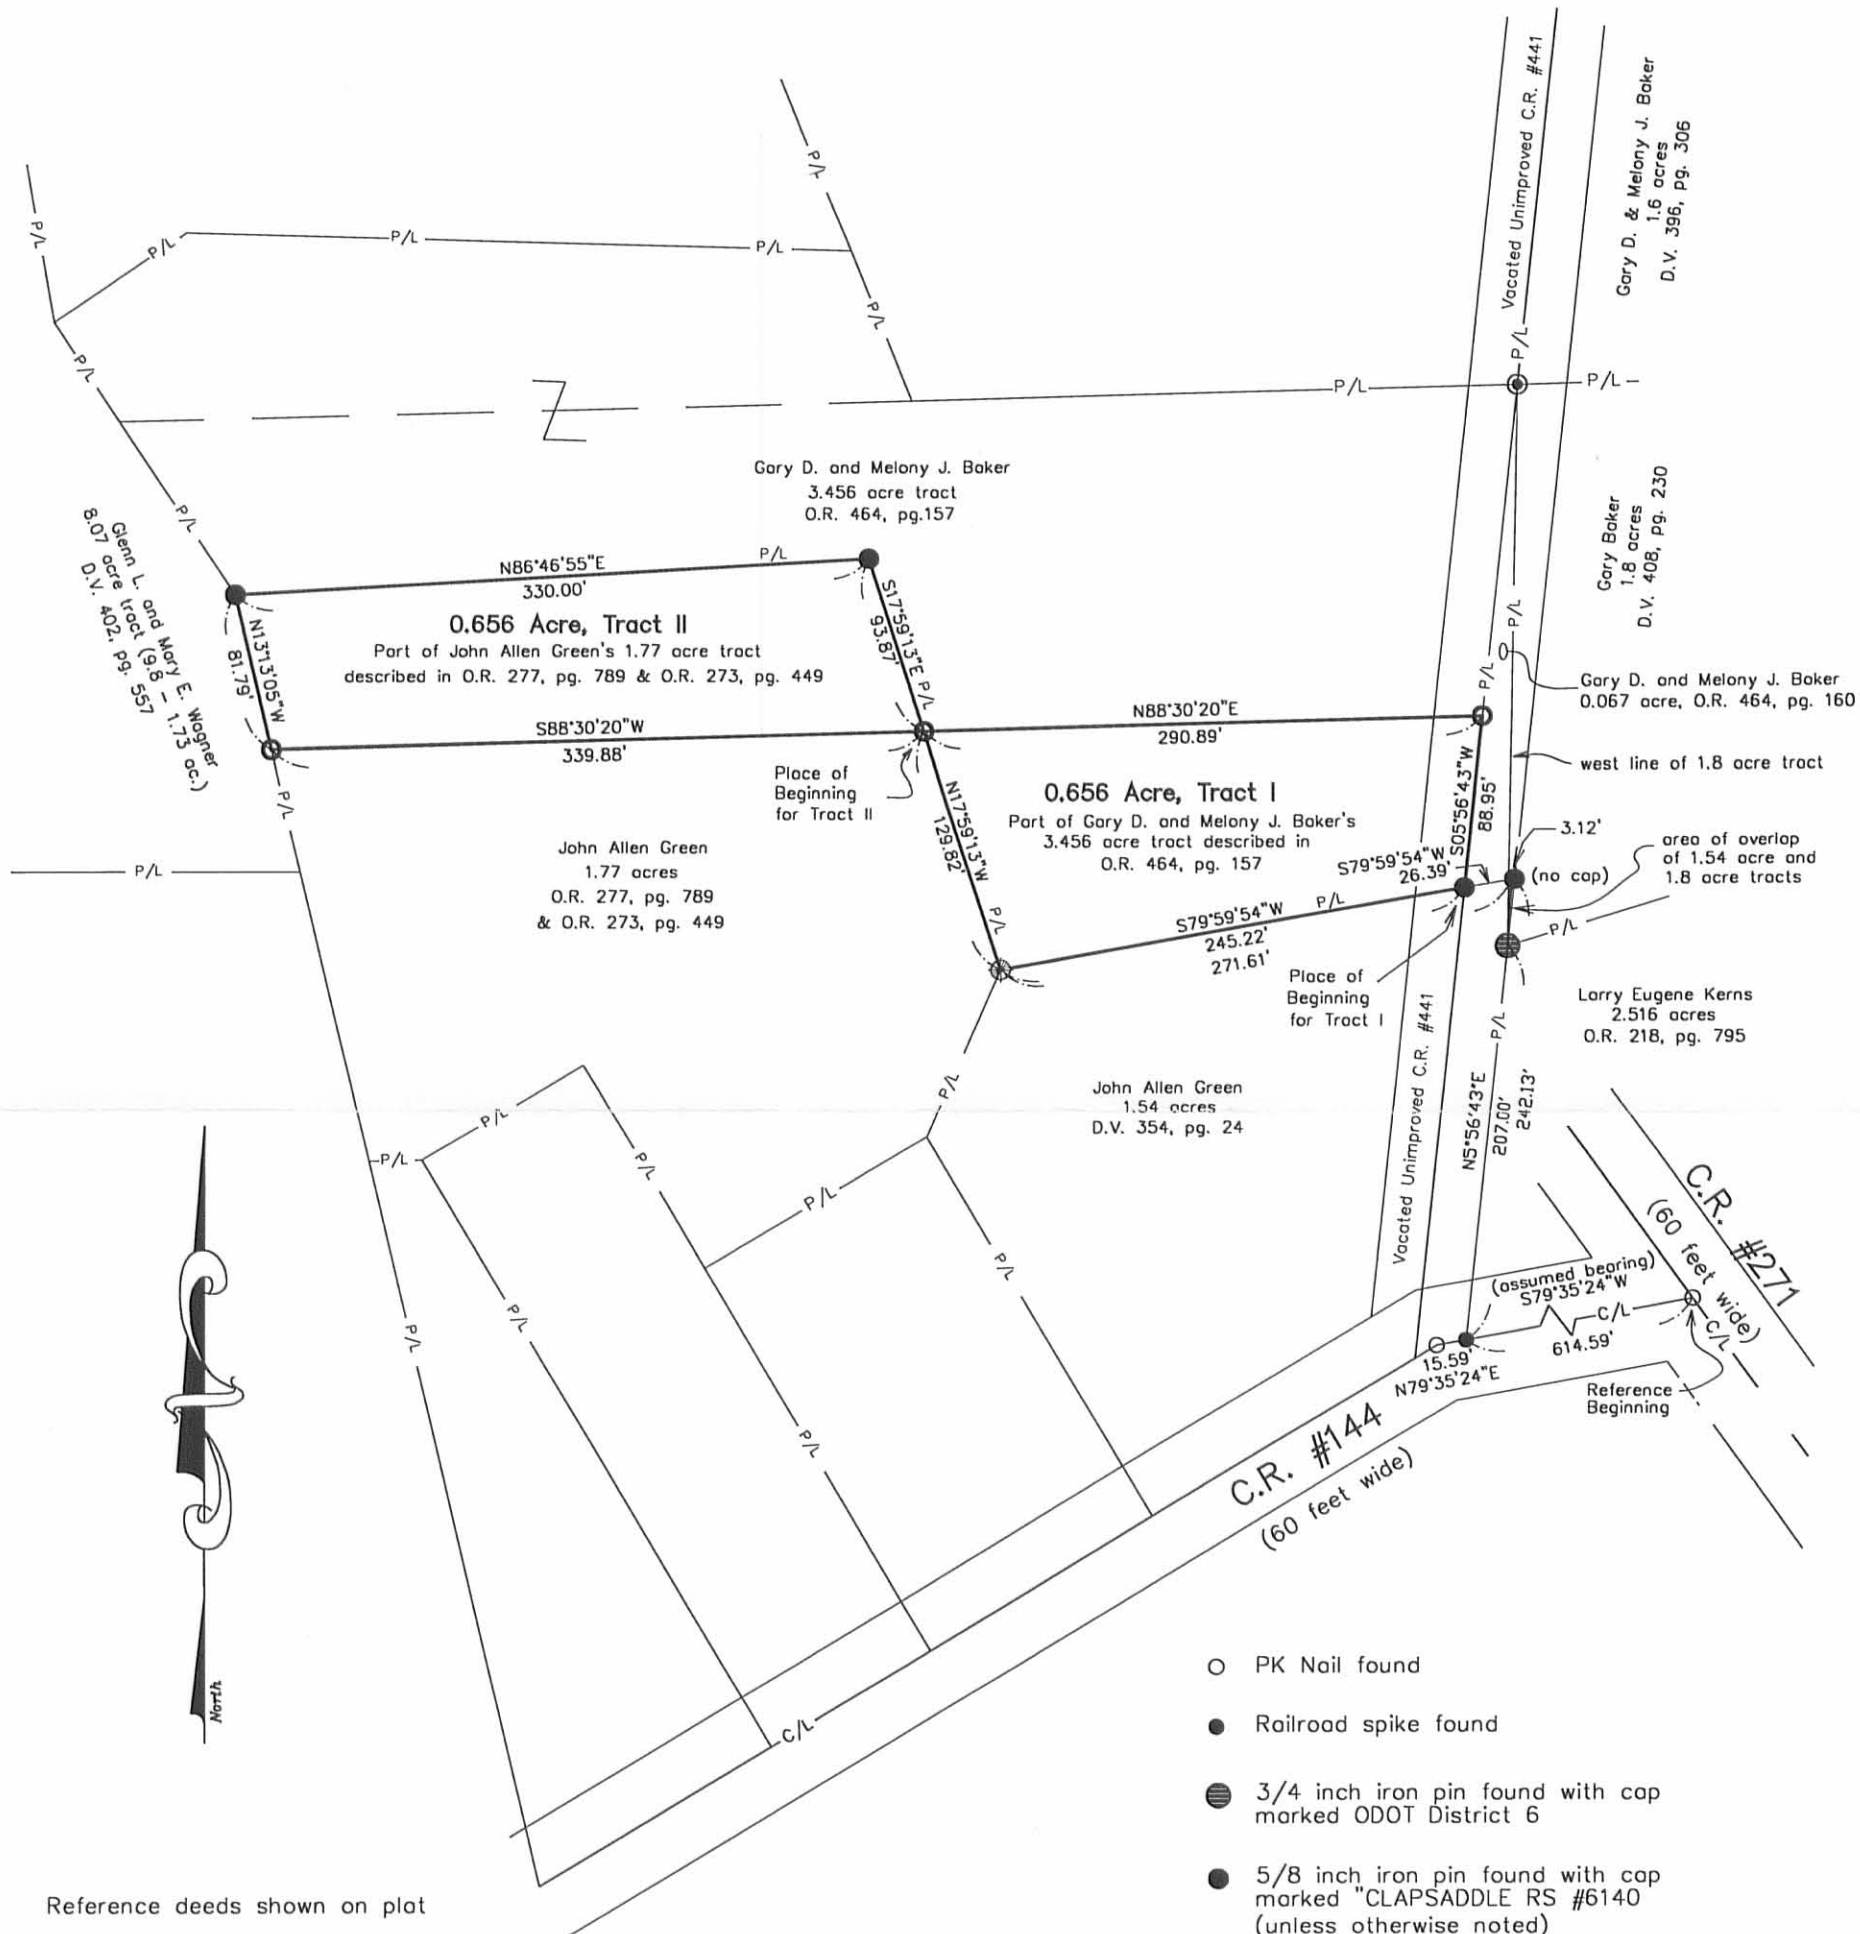 Vacated Unimproved C.R. #441
Gary D. & Melony J. Baker
1.6 acres
D.V. 396, pg. 306
P/L
P/L
P/L
P/L
P/L
P/L
P/L
P/L
P/L
P/L
Gary D. and Melony J. Baker
3.456 acre tract
O.R. 464, pg.157
Gary Baker
1.8 acres
D.V. 408, pg. 230
P/L
Glenn L. and Mary E. Wagner
8.07 acre tract (9.8 - 1.73 ac.)
D.V. 402, pg. 557
N86°46'55"E
P/L
330.00'
S17°59'13"E P/L
93.87'
N13°13'05"W
81.79'
0.656 Acre, Tract II
Part of John Allen Green's 1.77 acre tract
described in O.R. 277, pg. 789 & O.R. 273, pg. 449
P/L
P/L
Gary D. and Melony J. Baker
0.067 acre, O.R. 464, pg. 160
S88°30'20"W
339.88'
N88°30'20"E
290.89'
west line of 1.8 acre tract
Place of
Beginning
for Tract II
0.656 Acre, Tract I
Part of Gary D. and Melony J. Baker's
3.456 acre tract described in
O.R. 464, pg. 157
S05°56'43"W
88.95'
N17°59'13"W
129.82'
P/L
3.12'
area of overlap
of 1.54 acre and
1.8 acre tracts
S79°59'54"W
26.39'
(no cap)
P/L
P/L
John Allen Green
1.77 acres
O.R. 277, pg. 789
& O.R. 273, pg. 449
P/L
S79°59'54"W
P/L
245.22'
271.61'
Place of
Beginning
for Tract I
Larry Eugene Kerns
2.516 acres
O.R. 218, pg. 795
Vacated Unimproved C.R. #441
P/L
N5°56'43"E
207.00'
242.13'
John Allen Green
1.54 acres
D.V. 354, pg. 24
P/L
P/L
P/L
P/L
P/L
P/L
P/L
P/L
P/L
C.R. #271
(60 feet wide)
C/L
(assumed bearing)
S79°35'24"W
C/L
614.59'
15.59'
N79°35'24"E
Reference
Beginning
C.R. #144
(60 feet wide)
C/L
North
PK Nail found
Railroad spike found
3/4 inch iron pin found with cap
marked ODOT District 6
5/8 inch iron pin found with cap
marked "CLAPSADDLE RS #6140
(unless otherwise noted)
Reference deeds shown on plat